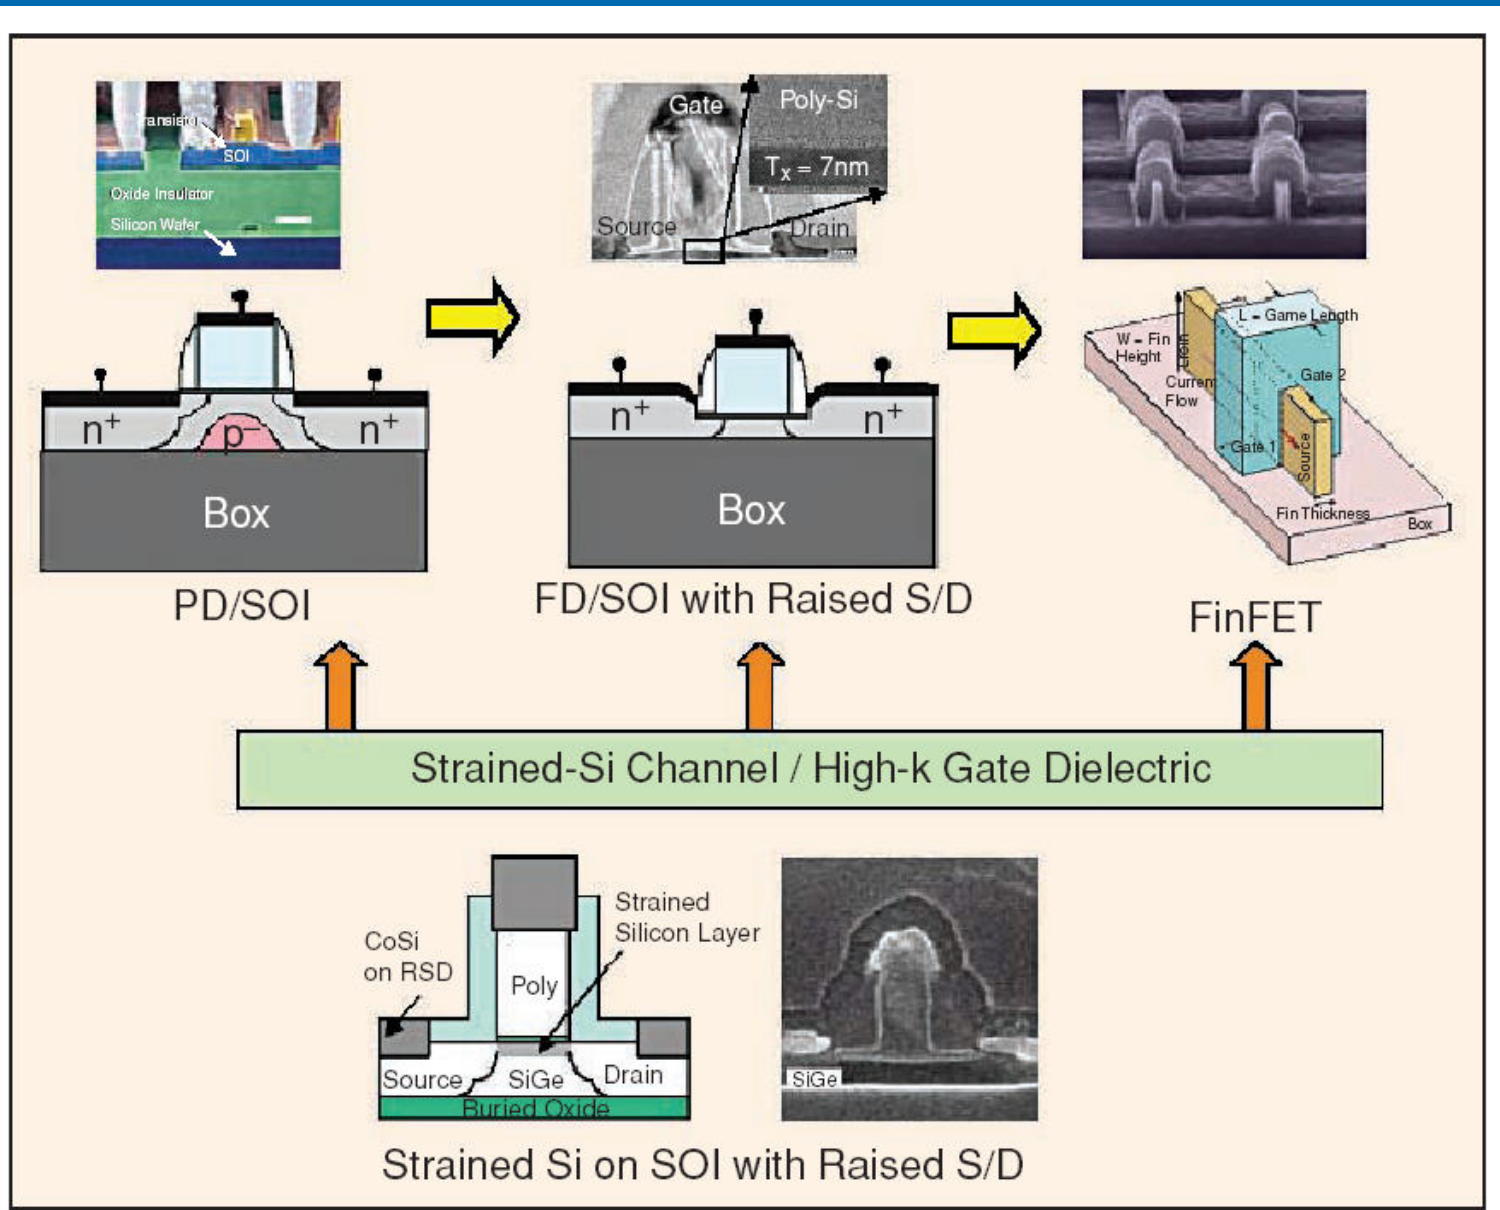 Transistor
SOI
Oxide Insulator
Silicon Wafer
Gate
Poly-Si
Tx = 7nm
Source
Drain
L – Game Length
W – Fin
Height
Drain
Current
Flow
Gate 2
Gate 1
Source
Fin Thickness
Box
n+
p–
n+
Box
n+
n+
Box
PD/SOI
FD/SOI with Raised S/D
FinFET
Strained-Si Channel / High-k Gate Dielectric
Strained
Silicon Layer
CoSi
on RSD
Poly
Source
SiGe
Drain
Buried Oxide
SiGe
Strained Si on SOI with Raised S/D